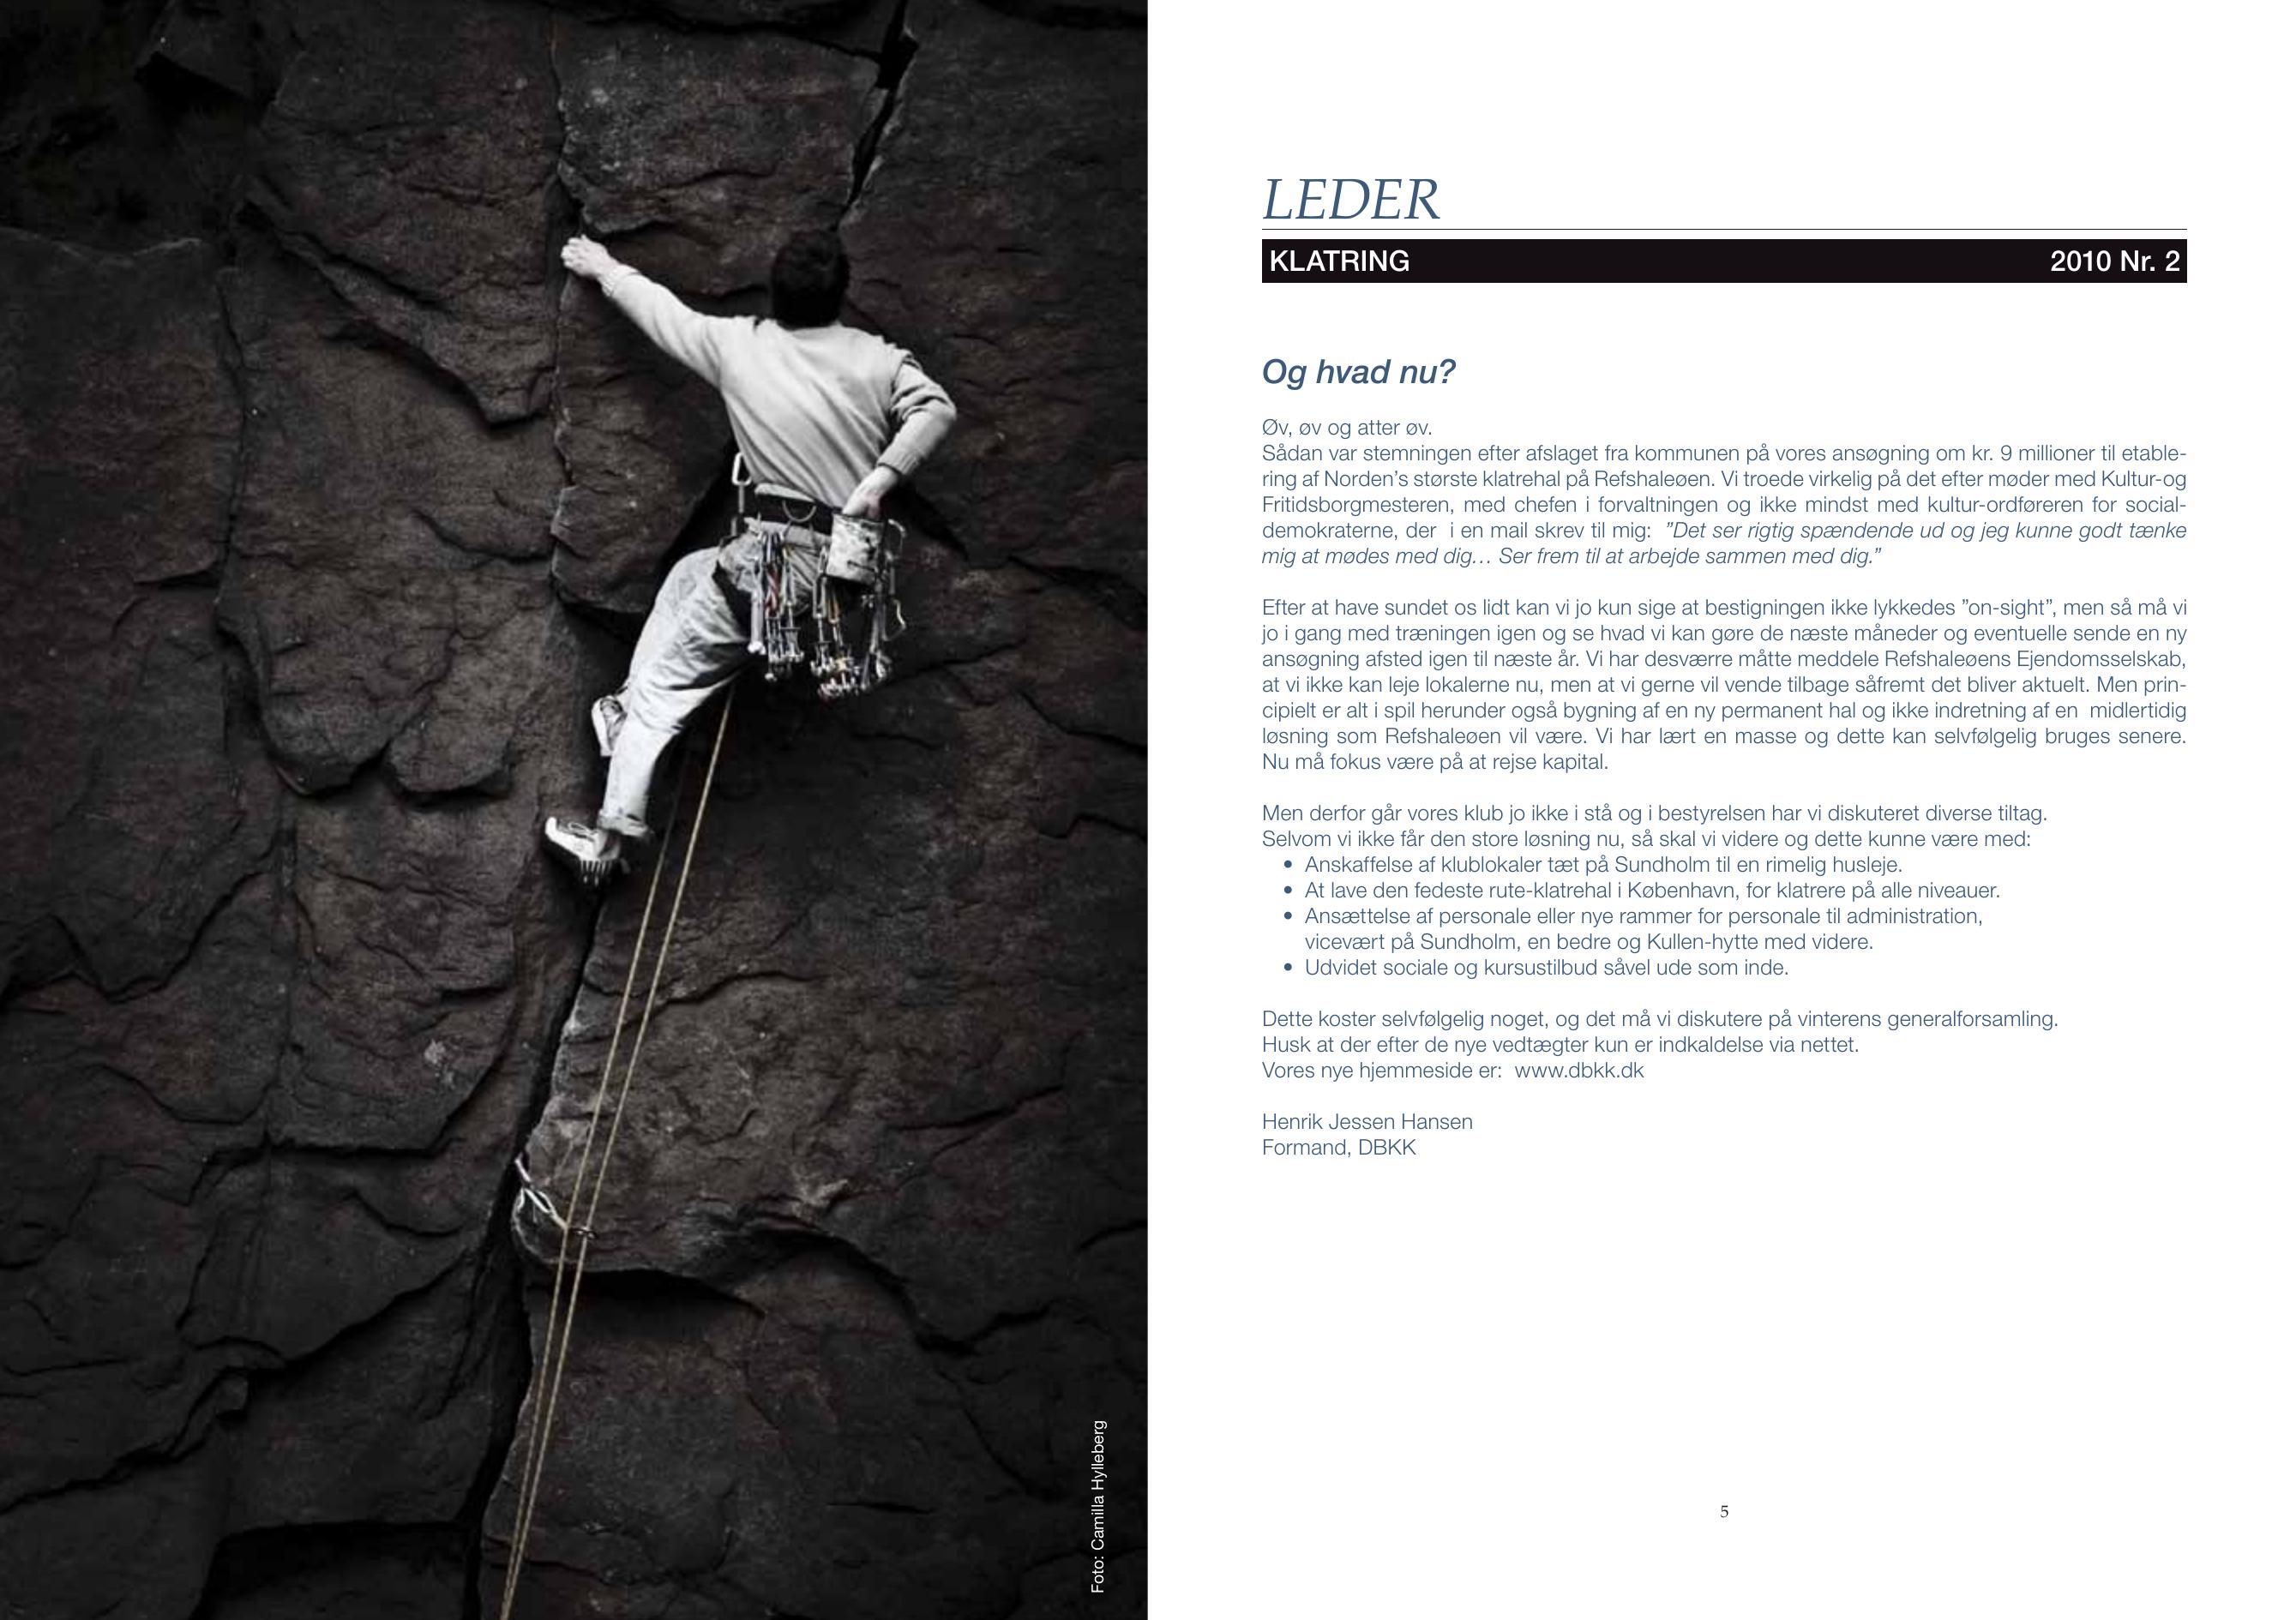 Foto: Camilla Hylleberg
LEDER
KLATRING 2010 Nr. 2
Og hvad nu?
Øv, øv og atter øv.
Sådan var stemningen efter afslaget fra kommunen på vores ansøgning om kr. 9 millioner til etable-
ring af Norden's største klatrehal på Refshaleøen. Vi troede virkelig på det efter møder med Kultur-og
Fritidsborgmesteren, med chefen i forvaltningen og ikke mindst med kultur-ordføreren for social-
demokraterne, der  i en mail skrev til mig:  ”Det ser rigtig spændende ud og jeg kunne godt tænke
mig at mødes med dig… Ser frem til at arbejde sammen med dig.”
Efter at have sundet os lidt kan vi jo kun sige at bestigningen ikke lykkedes ”on-sight”, men så må vi
jo i gang med træningen igen og se hvad vi kan gøre de næste måneder og eventuelle sende en ny
ansøgning afsted igen til næste år. Vi har desværre måtte meddele Refshaleøens Ejendomsselskab,
at vi ikke kan leje lokalerne nu, men at vi gerne vil vende tilbage såfremt det bliver aktuelt. Men prin-
cipielt er alt i spil herunder også bygning af en ny permanent hal og ikke indretning af en  midlertidig
løsning som Refshaleøen vil være. Vi har lært en masse og dette kan selvfølgelig bruges senere.
Nu må fokus være på at rejse kapital.
Men derfor går vores klub jo ikke i stå og i bestyrelsen har vi diskuteret diverse tiltag.
Selvom vi ikke får den store løsning nu, så skal vi videre og dette kunne være med:
• Anskaffelse af klublokaler tæt på Sundholm til en rimelig husleje.
• At lave den fedeste rute-klatrehal i København, for klatrere på alle niveauer.
• Ansættelse af personale eller nye rammer for personale til administration,
vicevært på Sundholm, en bedre og Kullen-hytte med videre.
• Udvidet sociale og kursustilbud såvel ude som inde.
Dette koster selvfølgelig noget, og det må vi diskutere på vinterens generalforsamling.
Husk at der efter de nye vedtægter kun er indkaldelse via nettet.
Vores nye hjemmeside er:  www.dbkk.dk
Henrik Jessen Hansen
Formand, DBKK
5